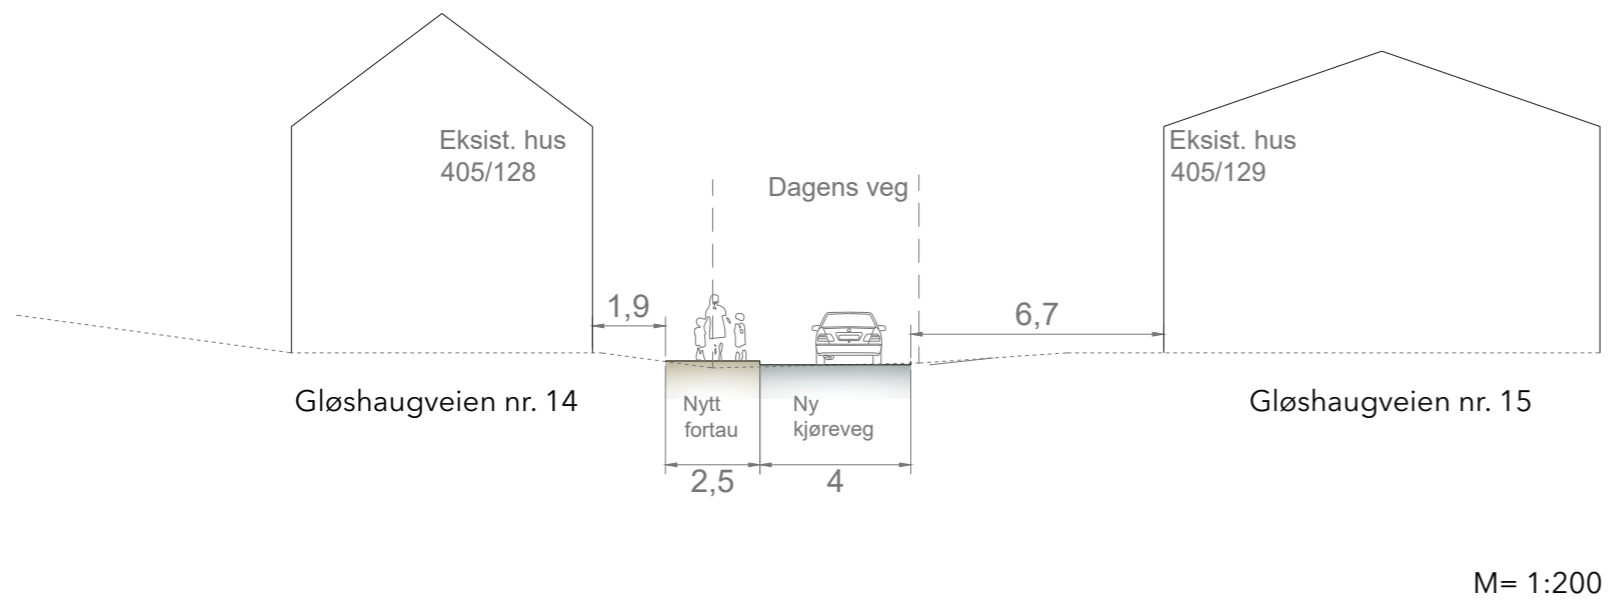 Eksist. hus
405/128
Eksist. hus
405/129
Dagens veg
1,9
6,7
Gløshaugveien nr. 14
Gløshaugveien nr. 15
Nytt
fortau
Ny
kjøreveg
2,5
4
M= 1:200